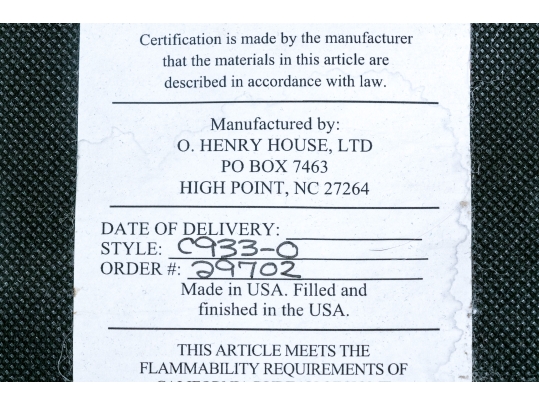 Certification is made by the manufacturer
that the materials in this article are
described in accordance with law.
Manufactured by:
O. HENRY HOUSE, LTD
PO BOX 7463
HIGH POINT, NC 27264
DATE OF DELIVERY:
STYLE: C933-0
ORDER #: 29702
Made in USA. Filled and
finished in the USA.
THIS ARTICLE MEETS THE
FLAMMABILITY REQUIREMENTS OF